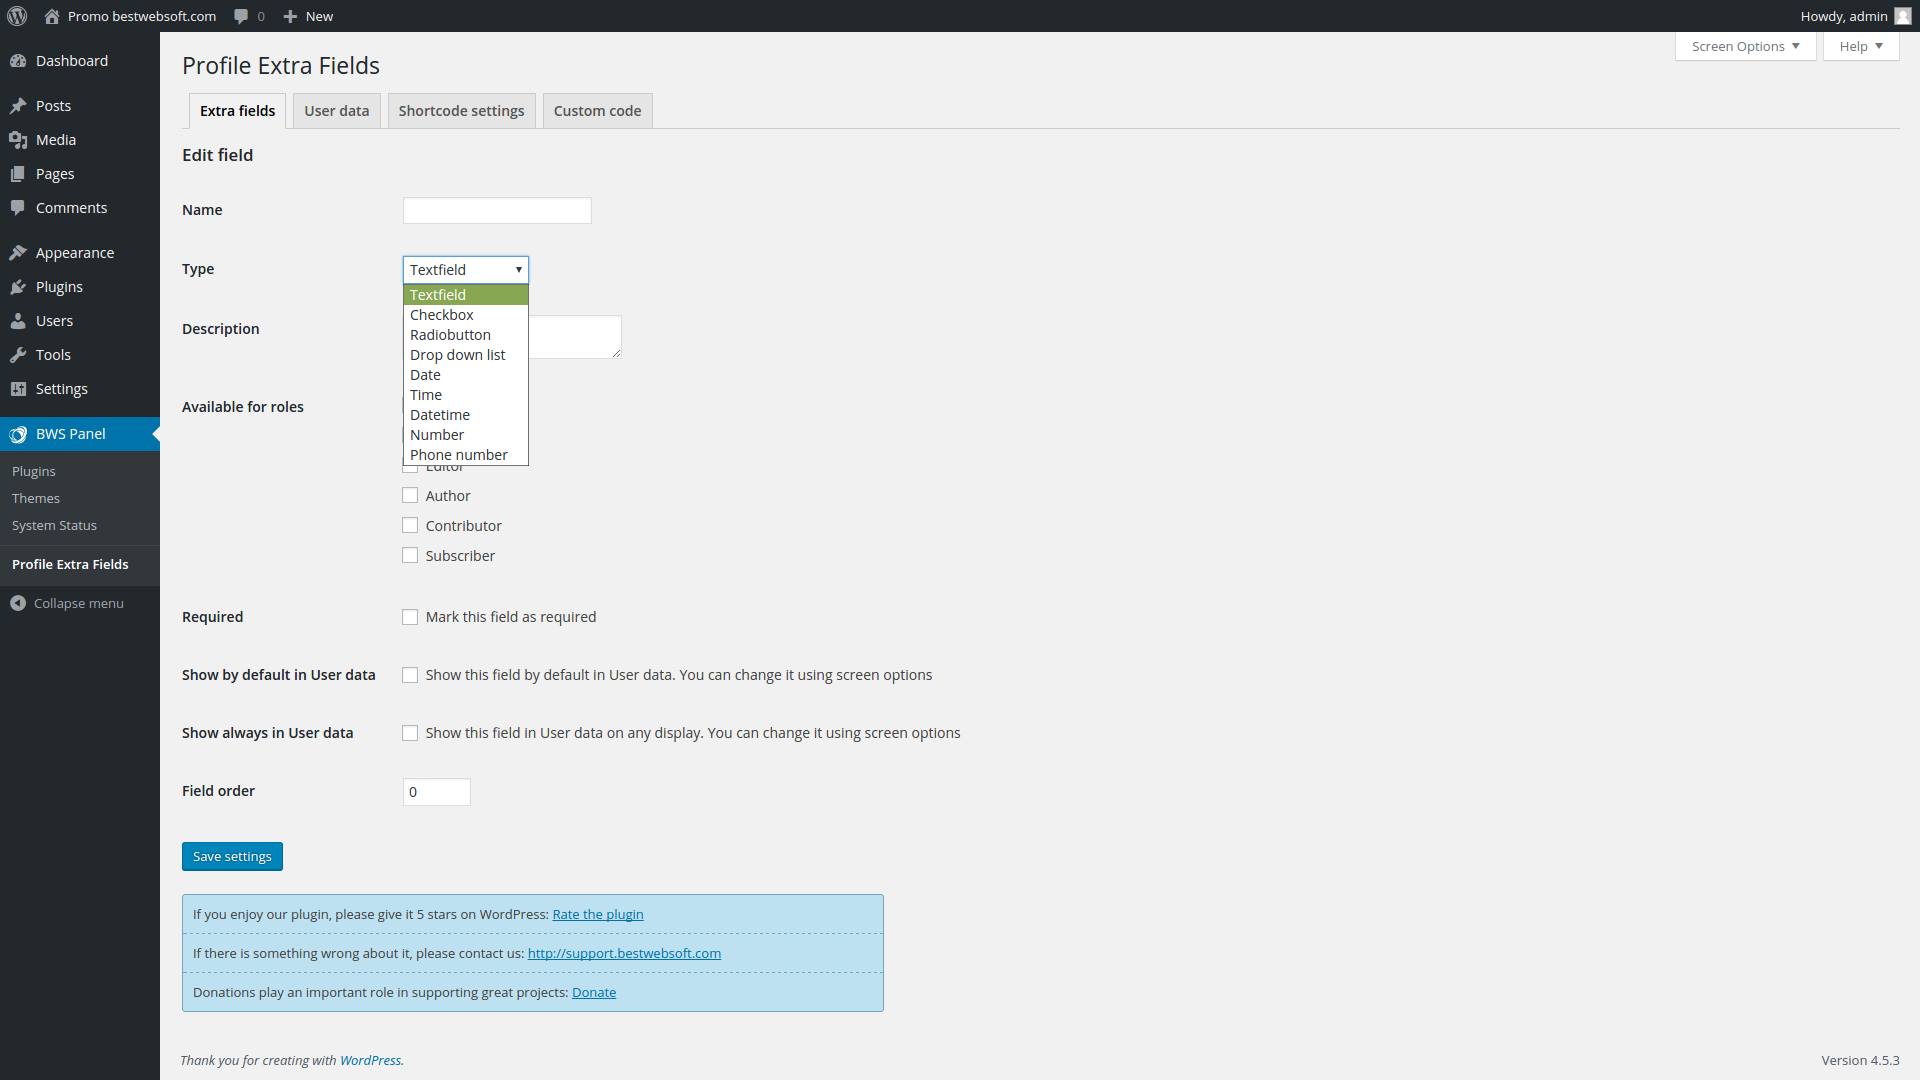 Promo bestwebsoft.com 0 New Howdy, admin
Screen Options Help
Dashboard
Posts
Media
Pages
Comments
Appearance
Plugins
Users
Tools
Settings
BWS Panel
Plugins
Themes
System Status
Profile Extra Fields
Collapse menu
Profile Extra Fields
Extra fields User data Shortcode settings Custom code
Edit field
Name
Type Textfield
Textfield
Checkbox
Radiobutton
Drop down list
Date
Time
Datetime
Number
Phone number
Description
Available for roles
Editor
Author
Contributor
Subscriber
Required Mark this field as required
Show by default in User data Show this field by default in User data. You can change it using screen options
Show always in User data Show this field in User data on any display. You can change it using screen options
Field order 0
Save settings
If you enjoy our plugin, please give it 5 stars on WordPress: Rate the plugin
If there is something wrong about it, please contact us: http://support.bestwebsoft.com
Donations play an important role in supporting great projects: Donate
Thank you for creating with WordPress. Version 4.5.3